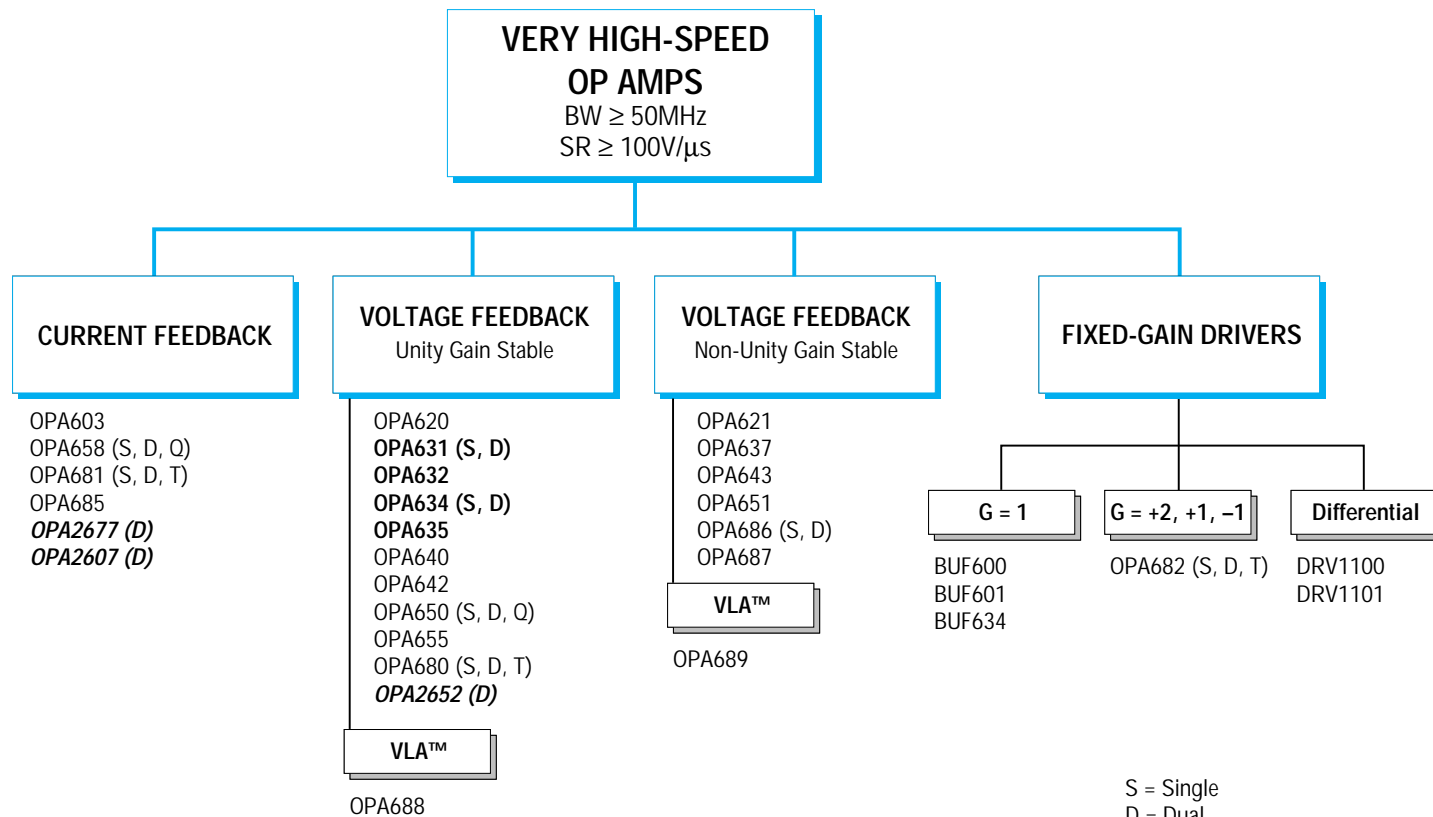 VERY HIGH-SPEED
OP AMPS
BW ≥ 50MHz
SR ≥ 100V/µs
CURRENT FEEDBACK
OPA603
OPA658 (S, D, Q)
OPA681 (S, D, T)
OPA685
OPA2677 (D)
OPA2607 (D)
VOLTAGE FEEDBACK
Unity Gain Stable
OPA620
OPA631 (S, D)
OPA632
OPA634 (S, D)
OPA635
OPA640
OPA642
OPA650 (S, D, Q)
OPA655
OPA680 (S, D, T)
OPA2652 (D)
VLA™
OPA688
VOLTAGE FEEDBACK
Non-Unity Gain Stable
OPA621
OPA637
OPA643
OPA651
OPA686 (S, D)
OPA687
VLA™
OPA689
FIXED-GAIN DRIVERS
G = 1
BUF600
BUF601
BUF634
G = +2, +1, –1
OPA682 (S, D, T)
Differential
DRV1100
DRV1101
S = Single
D = Dual